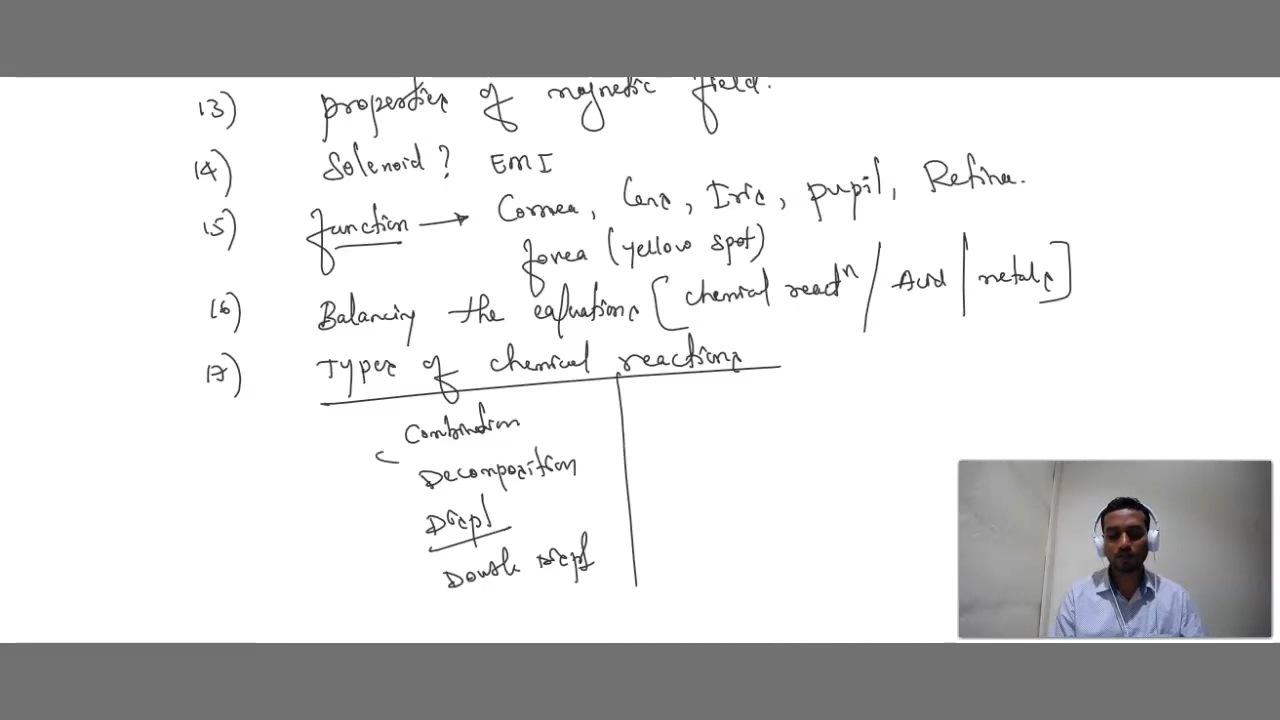 13) properties of magnetic field.
14) Solenoid? EMI
15) function → Cornea, Lens, Iris, pupil, Retina.
fovea (yellow spot)
16) Balancing the equations [chemical reactⁿ / Acid / metals]
17) Types of chemical reactions
Combination
Decomposition
Displ
Double Displ